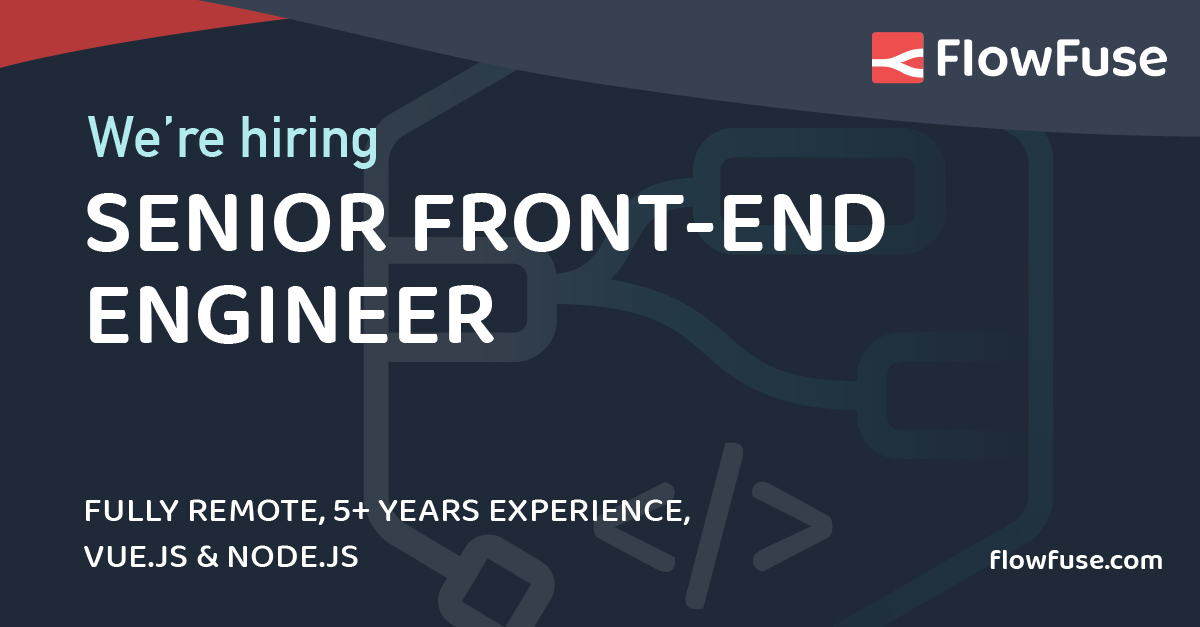 FlowFuse
We're hiring
SENIOR FRONT-END
ENGINEER
</>
FULLY REMOTE, 5+ YEARS EXPERIENCE,
VUE.JS & NODE.JS
flowfuse.com